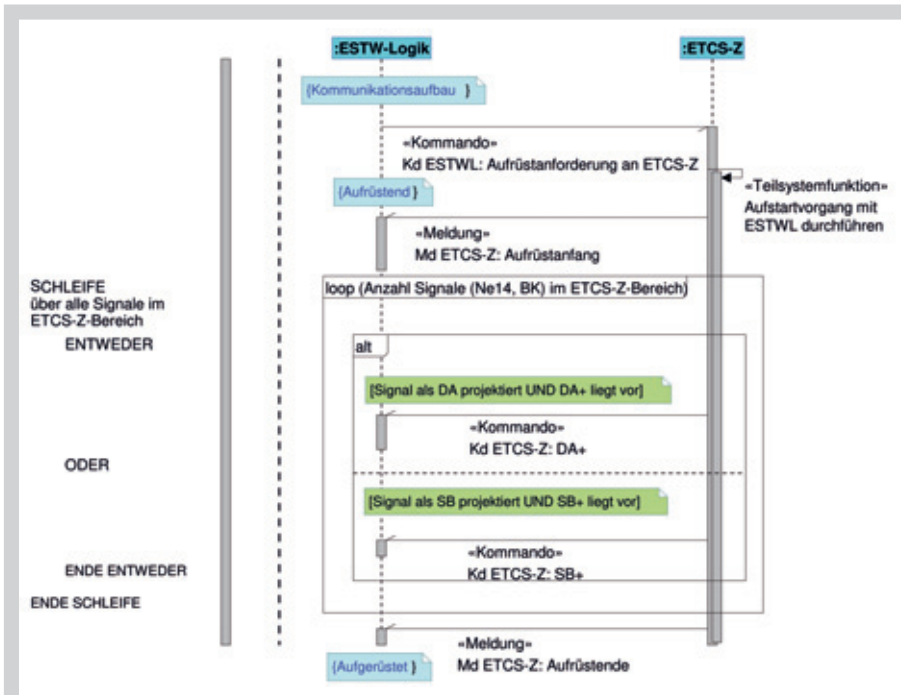 :ESTW-Logik
:ETCS-Z
{Kommunikationsaufbau }
«Kommando»
Kd ESTWL: Aufrüstanforderung an ETCS-Z
«Teilsystemfunktion»
Aufstartvorgang mit
ESTWL durchführen
{Aufrüstend }
«Meldung»
Md ETCS-Z: Aufrüstanfang
SCHLEIFE
über alle Signale im
ETCS-Z-Bereich
loop (Anzahl Signale (Ne14, BK) im ETCS-Z-Bereich)
ENTWEDER
alt
[Signal als DA projektiert UND DA+ liegt vor]
«Kommando»
Kd ETCS-Z: DA+
ODER
[Signal als SB projektiert UND SB+ liegt vor]
«Kommando»
Kd ETCS-Z: SB+
ENDE ENTWEDER
ENDE SCHLEIFE
«Meldung»
Md ETCS-Z: Aufrüstende
{Aufgerüstet }